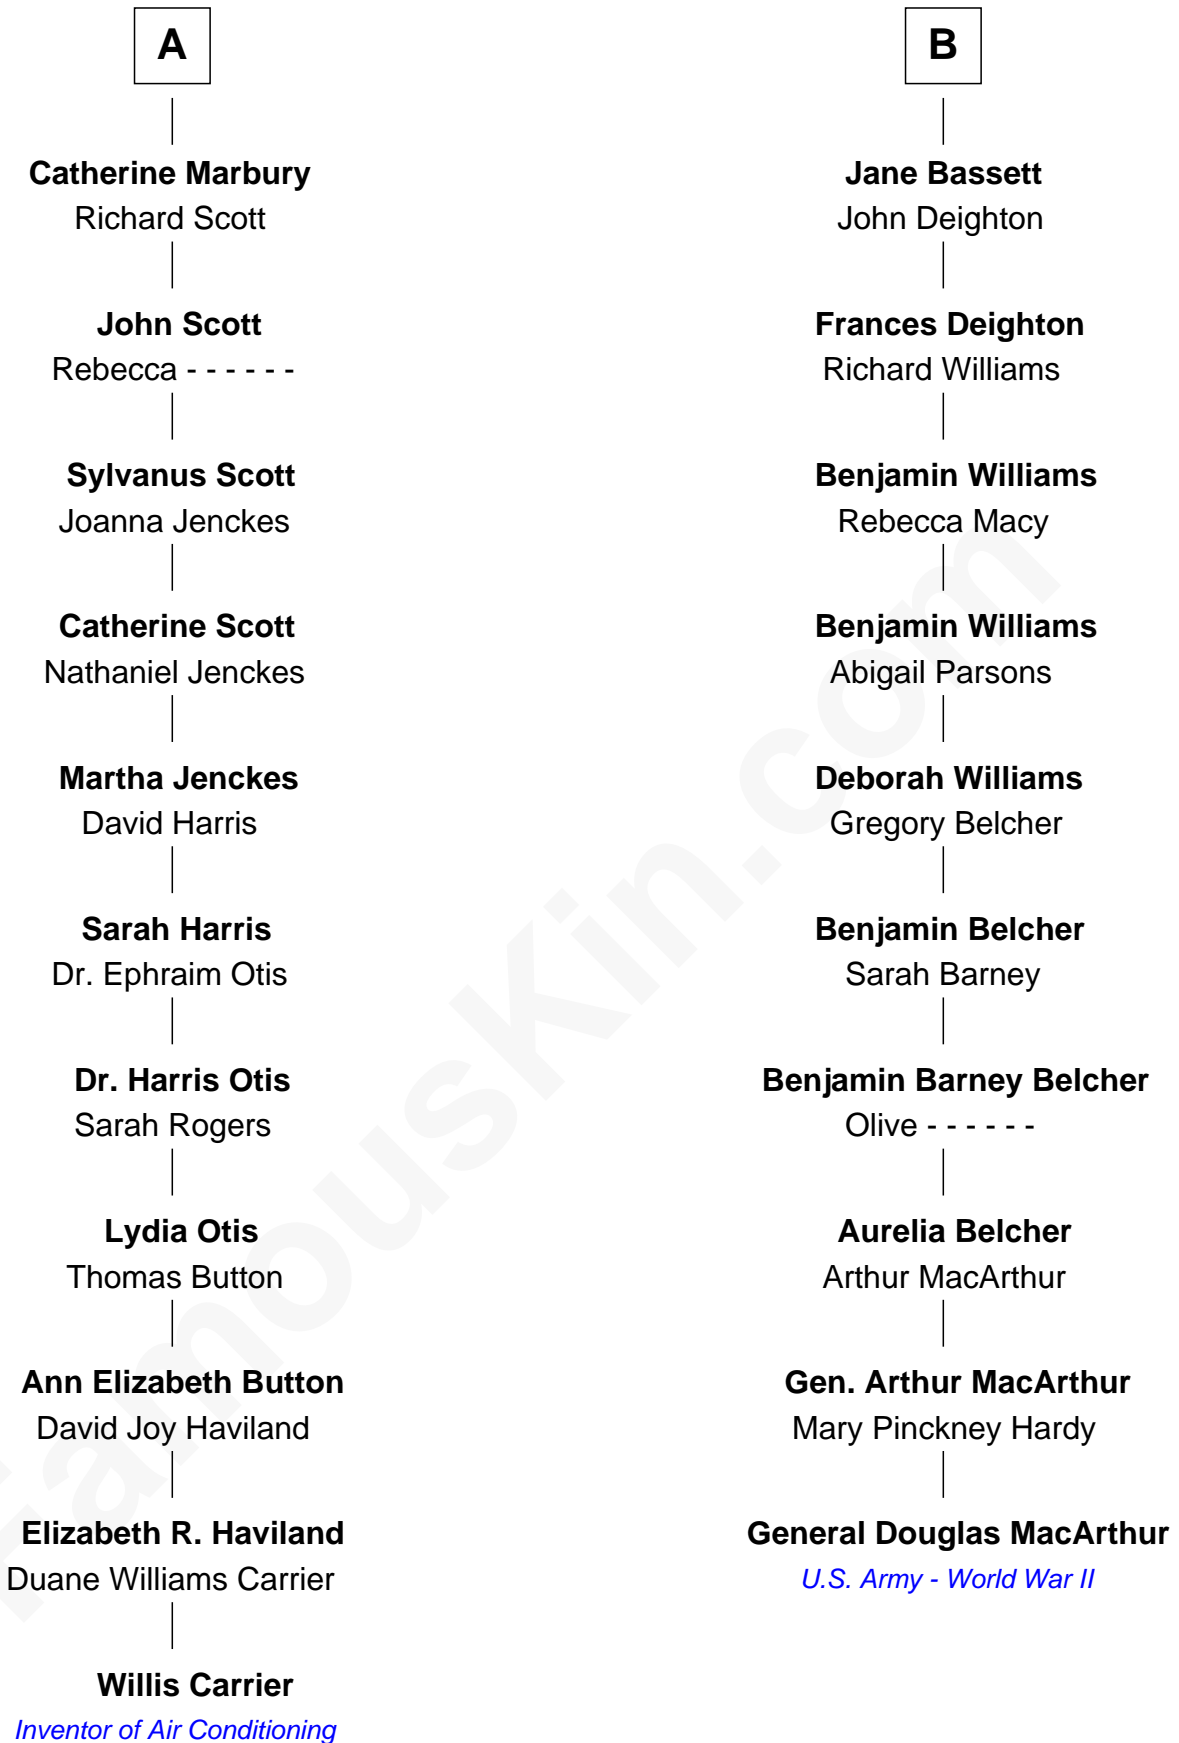 A
Catherine Marbury
Richard Scott
John Scott
Rebecca - - - - - -
Sylvanus Scott
Joanna Jenckes
Catherine Scott
Nathaniel Jenckes
Martha Jenckes
David Harris
Sarah Harris
Dr. Ephraim Otis
Dr. Harris Otis
Sarah Rogers
Lydia Otis
Thomas Button
Ann Elizabeth Button
David Joy Haviland
Elizabeth R. Haviland
Duane Williams Carrier
Willis Carrier
Inventor of Air Conditioning
B
Jane Bassett
John Deighton
Frances Deighton
Richard Williams
Benjamin Williams
Rebecca Macy
Benjamin Williams
Abigail Parsons
Deborah Williams
Gregory Belcher
Benjamin Belcher
Sarah Barney
Benjamin Barney Belcher
Olive - - - - - -
Aurelia Belcher
Arthur MacArthur
Gen. Arthur MacArthur
Mary Pinckney Hardy
General Douglas MacArthur
U.S. Army - World War II
FamousKin.com